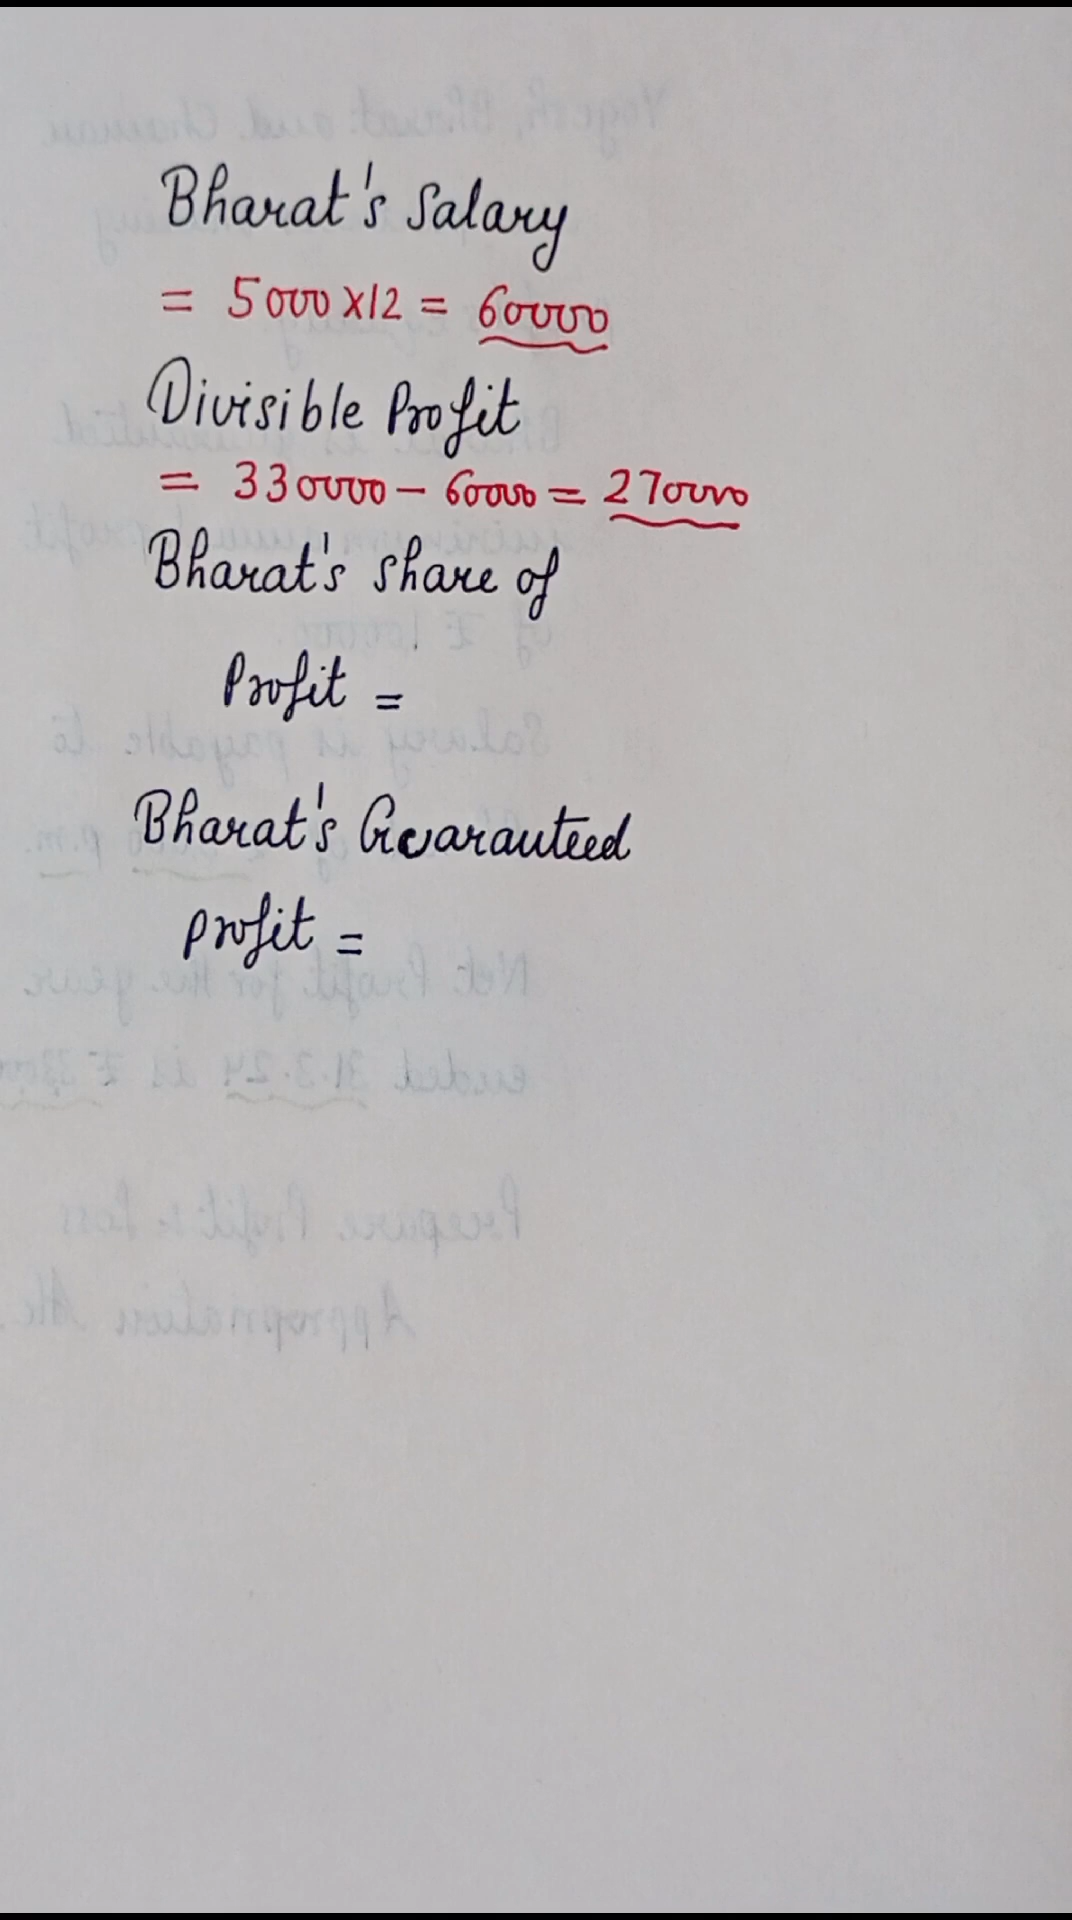 Bharat's Salary
= 5000 x 12 = 60000
Divisible Profit
= 330000 - 60000 = 270000
Bharat's share of
Profit =
Bharat's Guaranteed
profit =